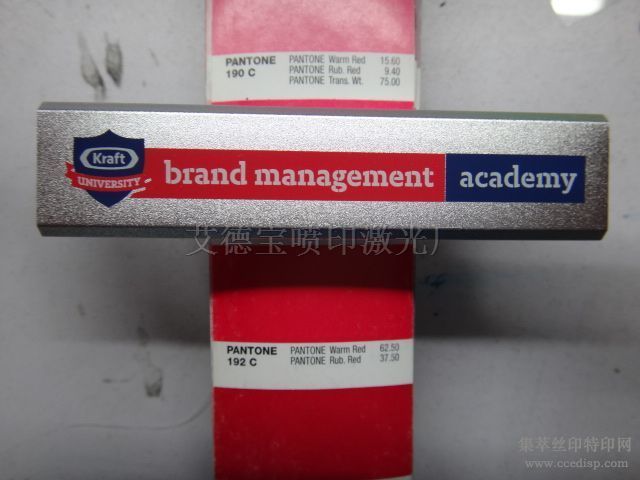 PANTONE
190 C
PANTONE Warm Red 15.60
PANTONE Rub. Red 9.40
PANTONE Trans. Wt. 75.00
Kraft
UNIVERSITY
brand management academy
艾德宝喷印激光厂
PANTONE
192 C
PANTONE Warm Red 62.50
PANTONE Rub. Red 37.50
集萃丝印特印网
www.ccedisp.com